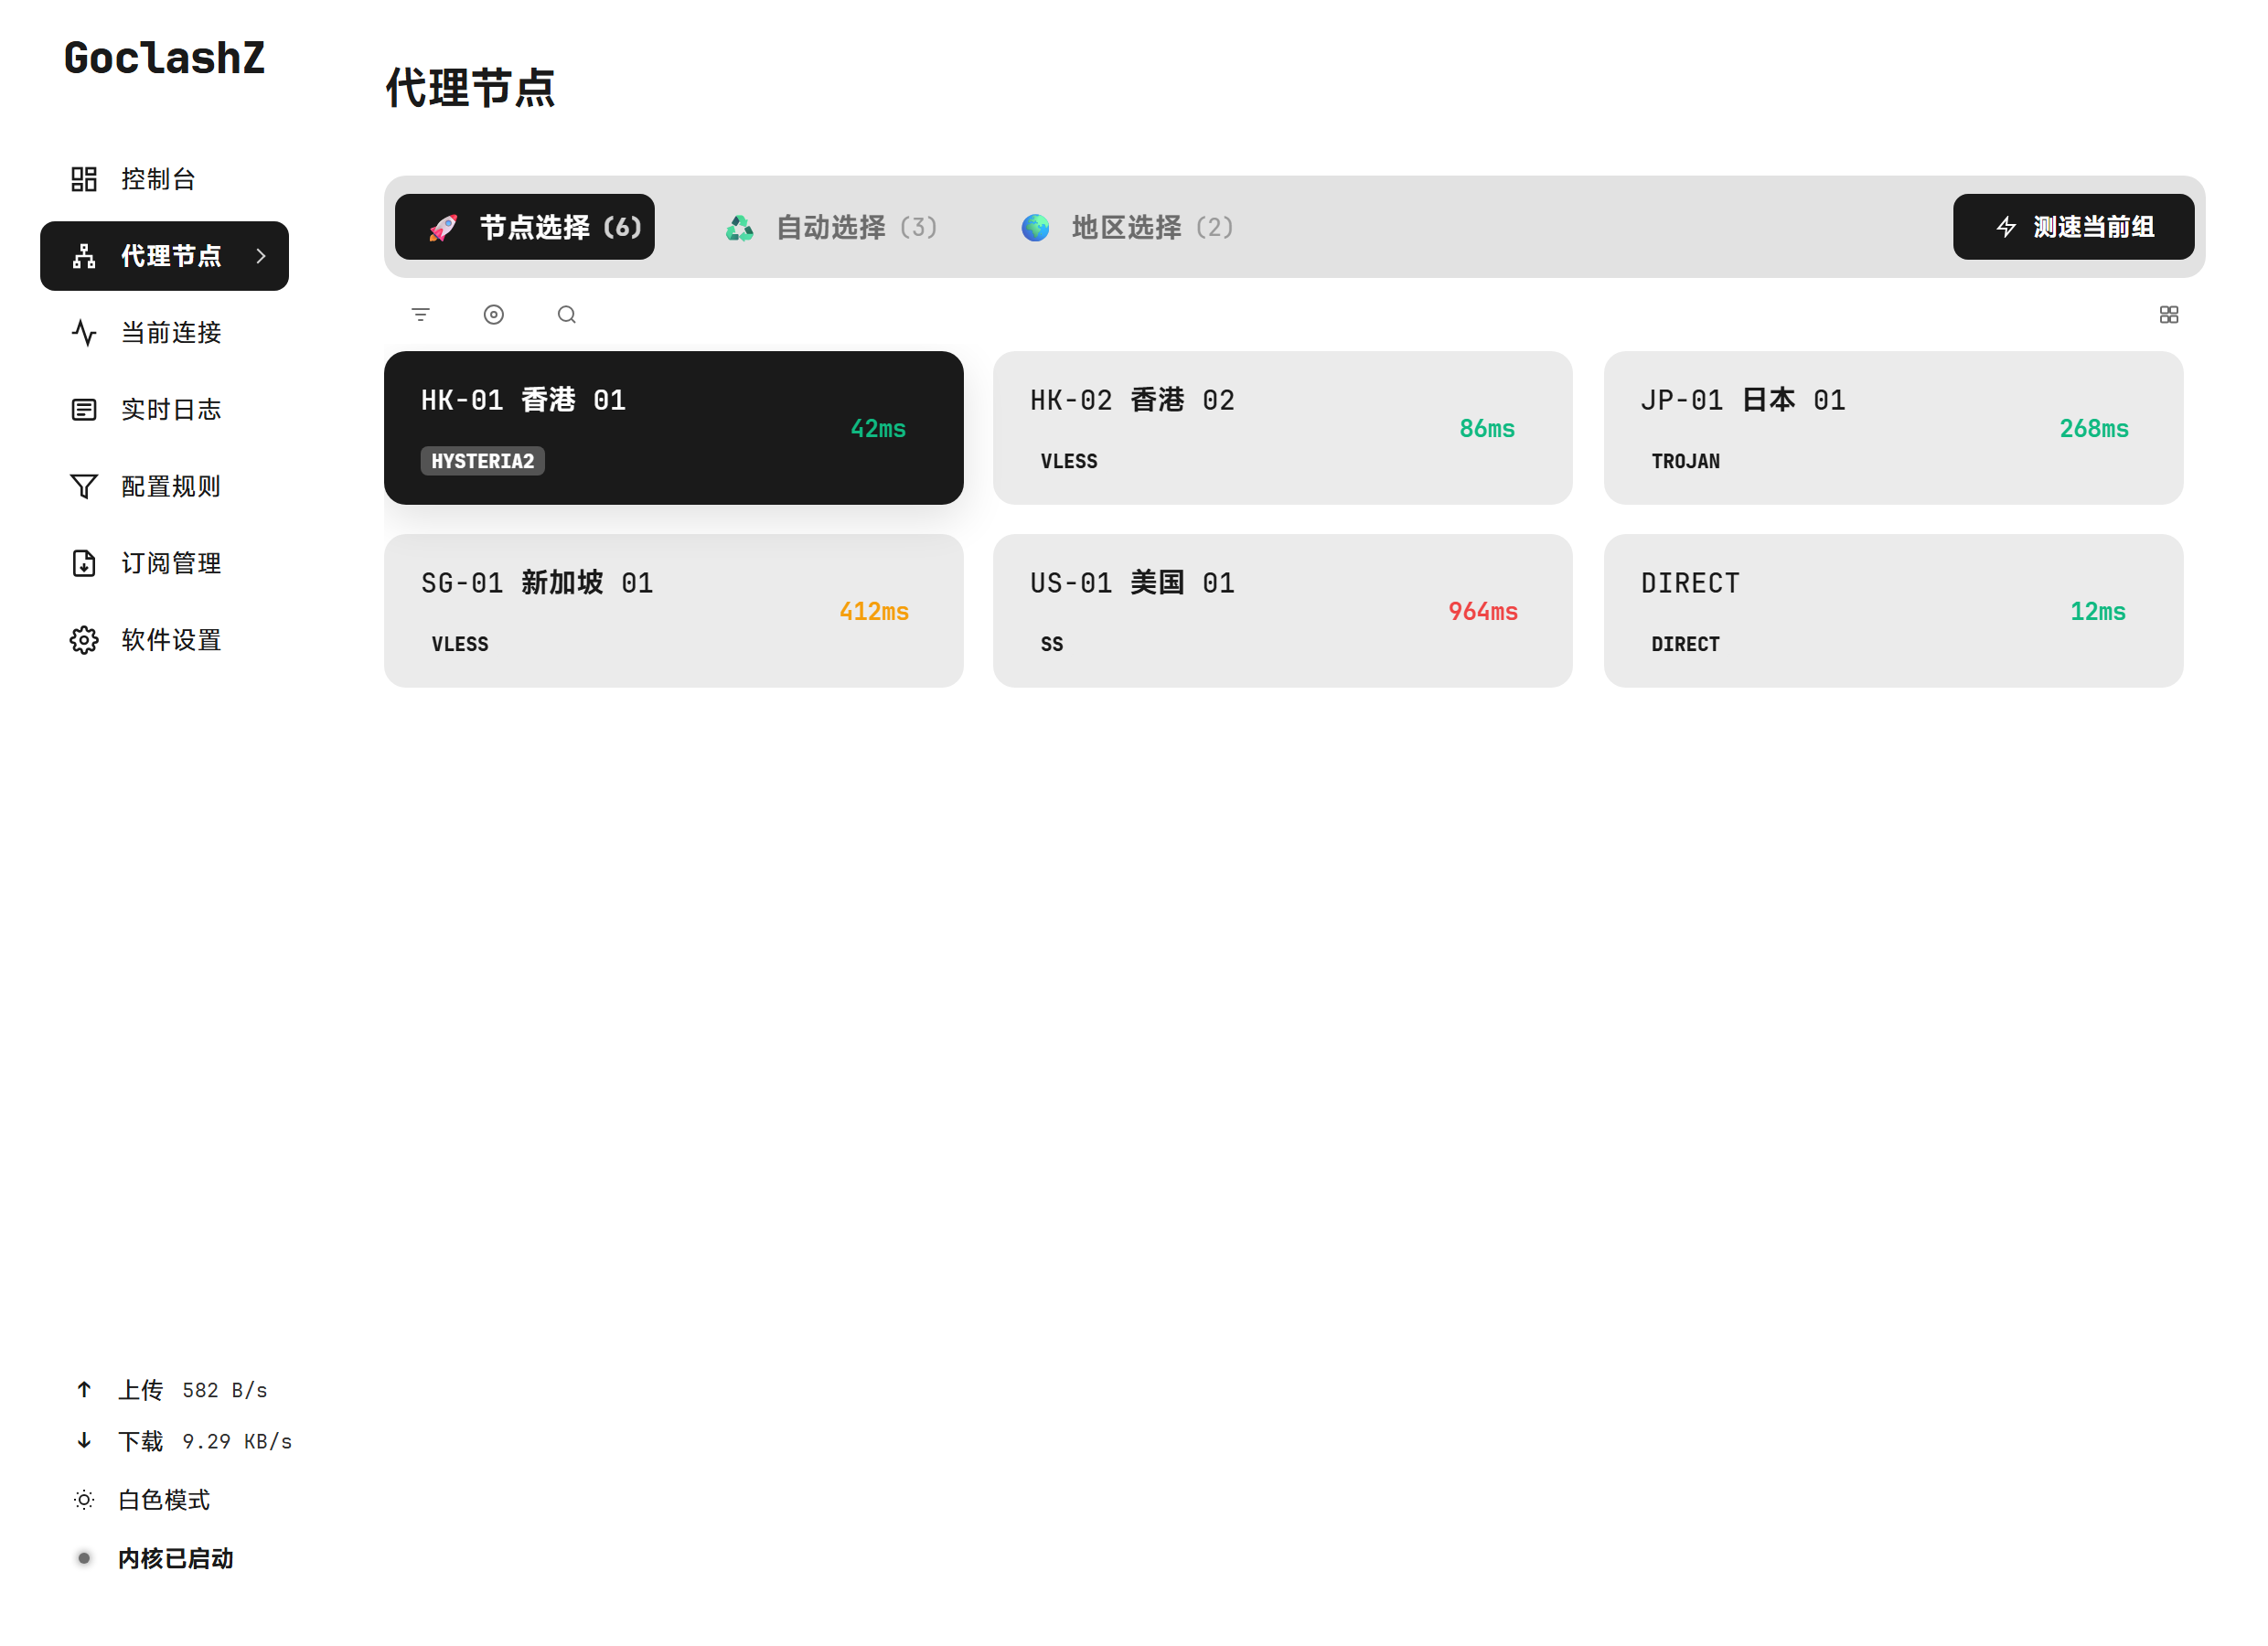 GoclashZ
控制台
代理节点
当前连接
实时日志
配置规则
订阅管理
软件设置
上传 582 B/s
下载 9.29 KB/s
白色模式
内核已启动
代理节点
节点选择 (6)
自动选择 (3)
地区选择 (2)
测速当前组
HK-01 香港 01
42ms
HYSTERIA2
HK-02 香港 02
86ms
VLESS
JP-01 日本 01
268ms
TROJAN
SG-01 新加坡 01
412ms
VLESS
US-01 美国 01
964ms
SS
DIRECT
12ms
DIRECT